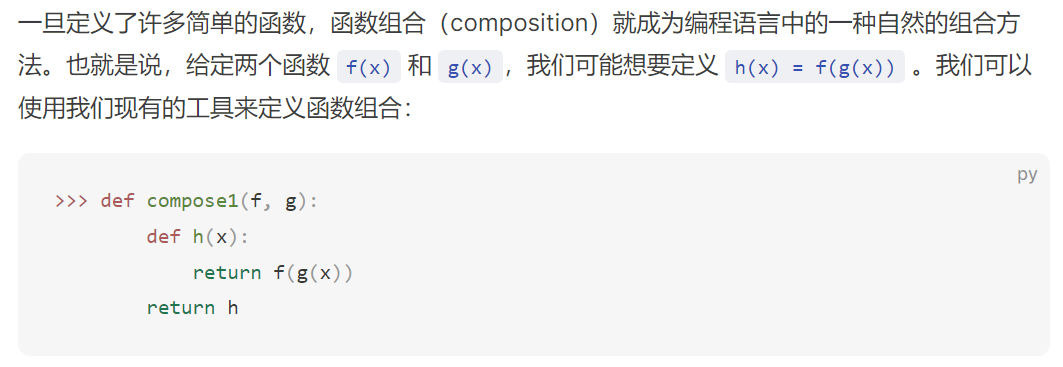 一旦定义了许多简单的函数，函数组合（composition）就成为编程语言中的一种自然的组合方
法。也就是说，给定两个函数 f(x) 和 g(x) ，我们可能想要定义 h(x) = f(g(x)) 。我们可以
使用我们现有的工具来定义函数组合：
py
>>> def compose1(f, g):
        def h(x):
            return f(g(x))
        return h